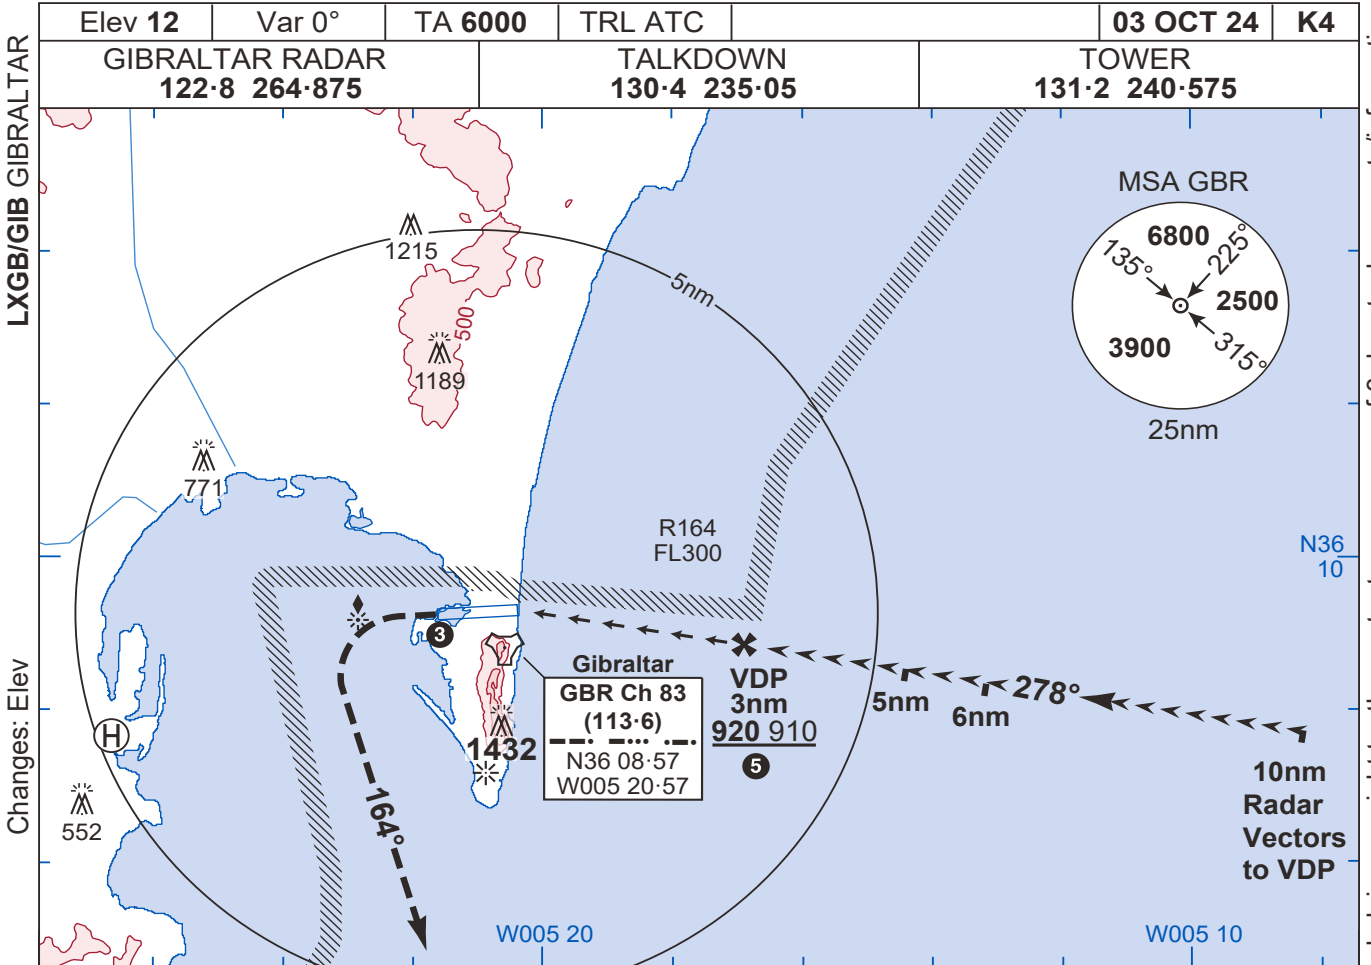 Elev 12
Var 0°
TA 6000
TRL ATC
03 OCT 24
K4
GIBRALTAR RADAR
122·8 264·875
TALKDOWN
130·4 235·05
TOWER
131·2 240·575
LXGB/GIB GIBRALTAR
Changes: Elev
MSA GBR
6800
135°
225°
2500
3900
315°
25nm
1215
5nm
500
1189
771
R164
FL300
N36
10
3
Gibraltar
GBR Ch 83
(113·6)
N36 08·57
W005 20·57
VDP
3nm
920 910
5
5nm
6nm
278°
10nm
Radar
Vectors
to VDP
1432
H
552
164°
W005 20
W005 10